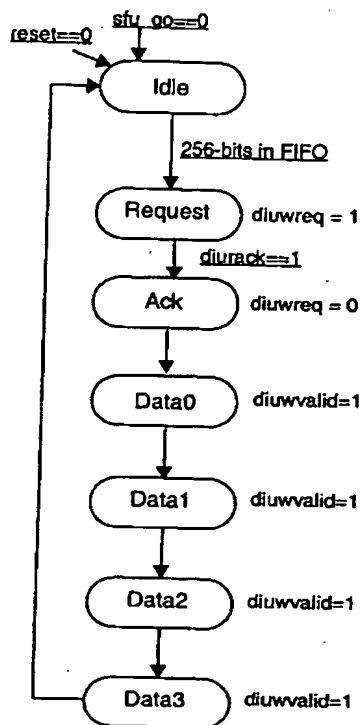 sfu_go==0
reset==0
Idle
256-bits in FIFO
Request diuwreq = 1
diurack==1
Ack diuwreq = 0
Data0 diuwvalid=1
Data1 diuwvalid=1
Data2 diuwvalid=1
Data3 diuwvalid=1